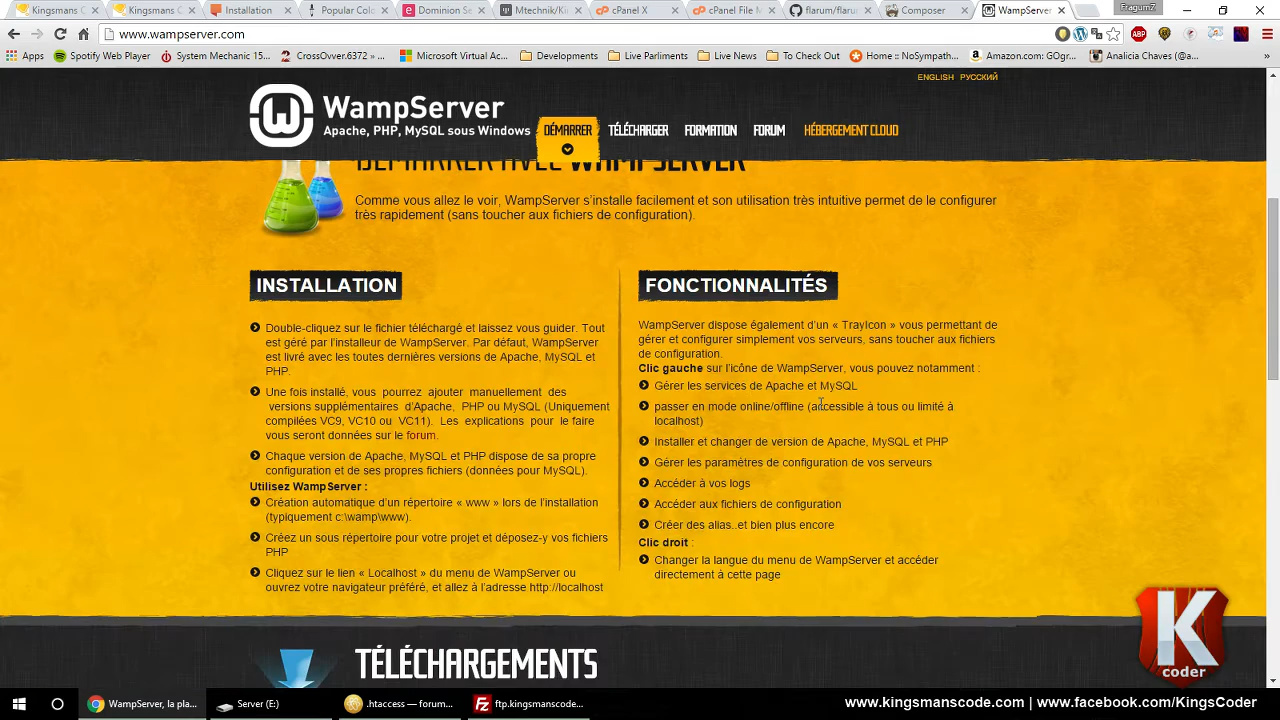 Kingsmans C
Kingsmans C
Installation
Popular Colo
Dominion Se
Mtechnik/Kin
cPanel X
cPanel File M
flarum/flarum
Composer
WampServer
Fragum7
www.wampserver.com
Apps
Spotify Web Player
System Mechanic 15...
CrossOver.6372 » ...
Microsoft Virtual Ac...
Developments
Live Parliments
Live News
To Check Out
Home » NoSympath...
Amazon.com: GOgr...
Analicia Chaves (@a...
ENGLISH РУССКИЙ
WampServer
Apache, PHP, MySQL sous Windows
DÉMARRER
TÉLÉCHARGER
FORMATION
FORUM
HÉBERGEMENT CLOUD
DÉMARRER AVEC WAMPSERVER
Comme vous allez le voir, WampServer s'installe facilement et son utilisation très intuitive permet de le configurer
très rapidement (sans toucher aux fichiers de configuration).
INSTALLATION
Double-cliquez sur le fichier téléchargé et laissez vous guider. Tout
est géré par l'installeur de WampServer. Par défaut, WampServer
est livré avec les toutes dernières versions de Apache, MySQL et
PHP.
Une fois installé, vous pourrez ajouter manuellement des
versions supplémentaires d'Apache, PHP ou MySQL (Uniquement
compilées VC9, VC10 ou VC11). Les explications pour le faire
vous seront données sur le forum.
Chaque version de Apache, MySQL et PHP dispose de sa propre
configuration et de ses propres fichiers (données pour MySQL).
Utilisez WampServer :
Création automatique d'un répertoire « www » lors de l'installation
(typiquement c:\wamp\www).
Créez un sous répertoire pour votre projet et déposez-y vos fichiers
PHP
Cliquez sur le lien « Localhost » du menu de WampServer ou
ouvrez votre navigateur préféré, et allez à l'adresse http://localhost
FONCTIONNALITÉS
WampServer dispose également d'un « TrayIcon » vous permettant de
gérer et configurer simplement vos serveurs, sans toucher aux fichiers
de configuration.
Clic gauche sur l'icône de WampServer, vous pouvez notamment :
Gérer les services de Apache et MySQL
passer en mode online/offline (accessible à tous ou limité à
localhost)
Installer et changer de version de Apache, MySQL et PHP
Gérer les paramètres de configuration de vos serveurs
Accéder à vos logs
Accéder aux fichiers de configuration
Créer des alias..et bien plus encore
Clic droit :
Changer la langue du menu de WampServer et accéder
directement à cette page
TÉLÉCHARGEMENTS
K
coder
WampServer, la pla...
Server (E:)
.htaccess — forum...
ftp.kingsmanscode...
www.kingsmanscode.com | www.facebook.com/KingsCoder